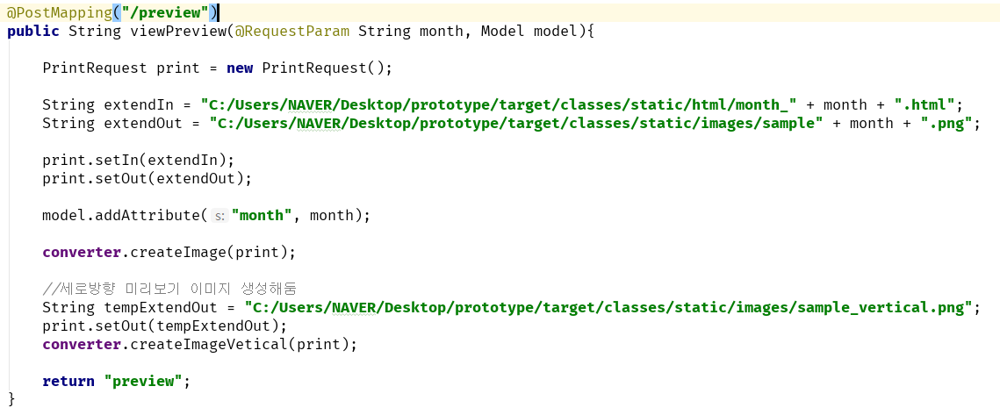 @PostMapping("/preview")
public String viewPreview(@RequestParam String month, Model model){
PrintRequest print = new PrintRequest();
String extendIn = "C:/Users/NAVER/Desktop/prototype/target/classes/static/html/month_" + month + ".html";
String extendOut = "C:/Users/NAVER/Desktop/prototype/target/classes/static/images/sample" + month + ".png";
print.setIn(extendIn);
print.setOut(extendOut);
model.addAttribute( s: "month", month);
converter.createImage(print);
//세로방향 미리보기 이미지 생성해둠
String tempExtendOut = "C:/Users/NAVER/Desktop/prototype/target/classes/static/images/sample_vertical.png";
print.setOut(tempExtendOut);
converter.createImageVetical(print);
return "preview";
}